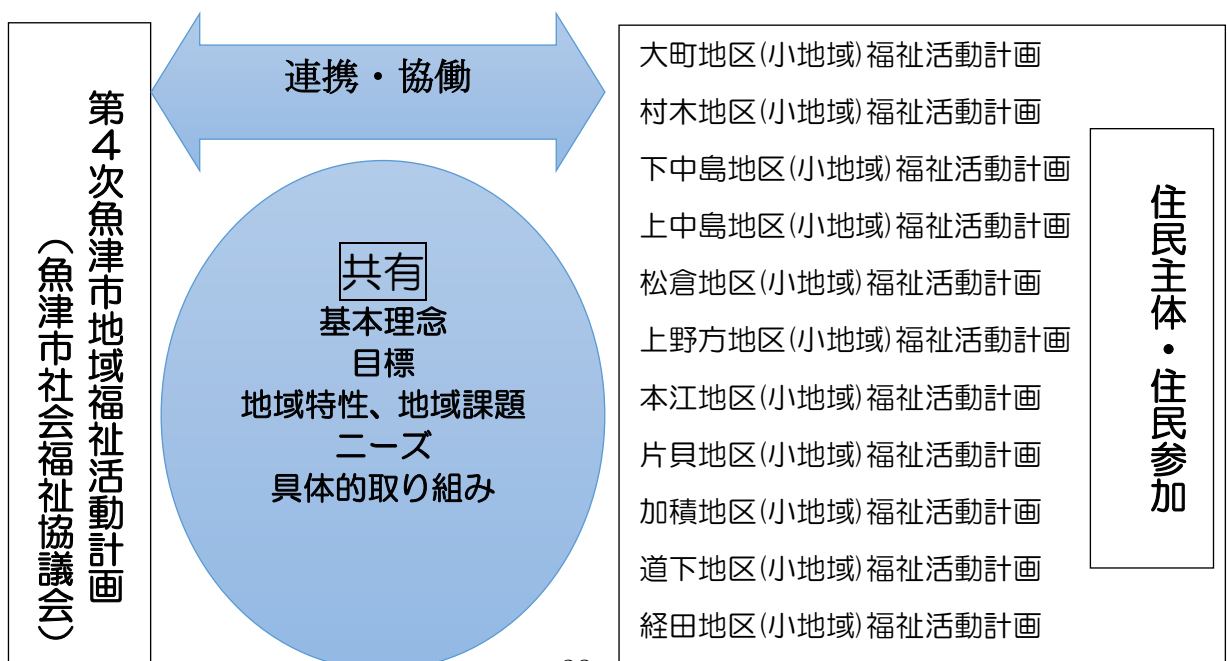 第４次魚津市地域福祉活動計画
（魚津市社会福祉協議会）
連携・協働
共有
基本理念
目標
地域特性、地域課題
ニーズ
具体的取り組み
大町地区(小地域)福祉活動計画
村木地区(小地域)福祉活動計画
下中島地区(小地域)福祉活動計画
上中島地区(小地域)福祉活動計画
松倉地区(小地域)福祉活動計画
上野方地区(小地域)福祉活動計画
本江地区(小地域)福祉活動計画
片貝地区(小地域)福祉活動計画
加積地区(小地域)福祉活動計画
道下地区(小地域)福祉活動計画
経田地区(小地域)福祉活動計画
住民主体・住民参加